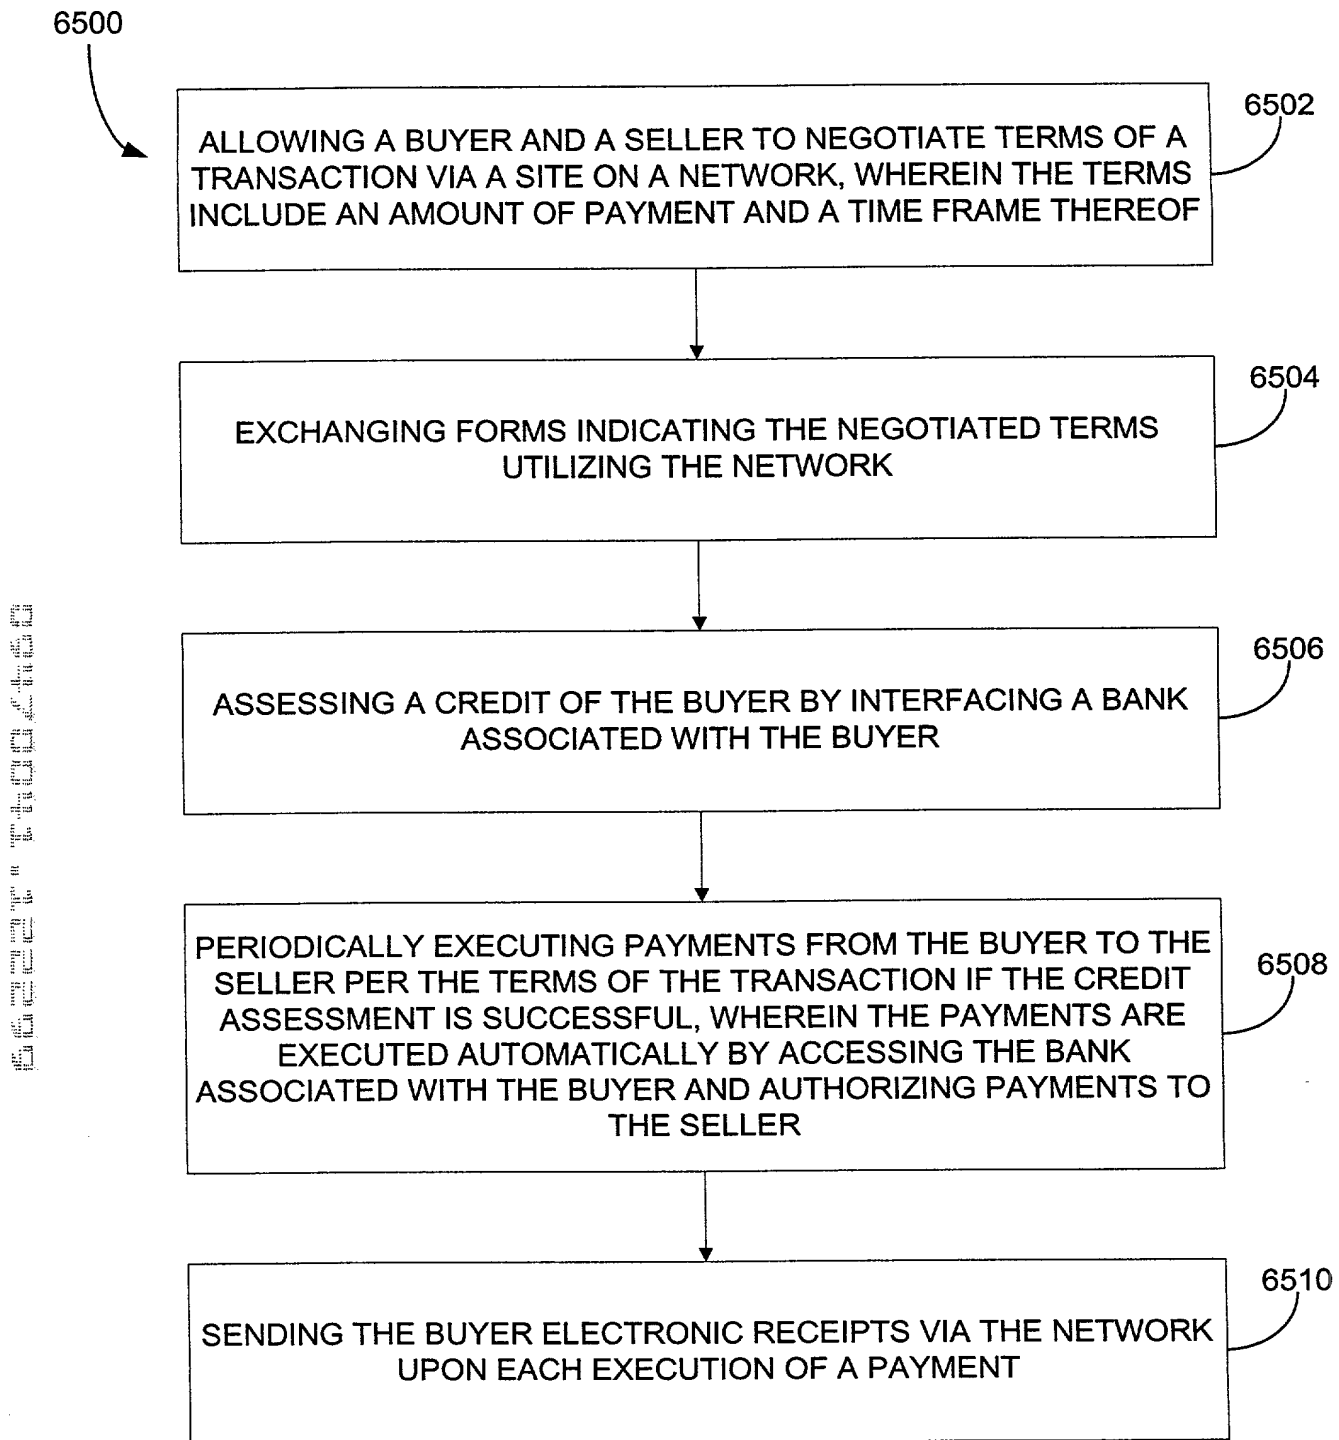 6500
6502
ALLOWING A BUYER AND A SELLER TO NEGOTIATE TERMS OF A
TRANSACTION VIA A SITE ON A NETWORK, WHEREIN THE TERMS
INCLUDE AN AMOUNT OF PAYMENT AND A TIME FRAME THEREOF
6504
EXCHANGING FORMS INDICATING THE NEGOTIATED TERMS
UTILIZING THE NETWORK
6506
ASSESSING A CREDIT OF THE BUYER BY INTERFACING A BANK
ASSOCIATED WITH THE BUYER
6508
PERIODICALLY EXECUTING PAYMENTS FROM THE BUYER TO THE
SELLER PER THE TERMS OF THE TRANSACTION IF THE CREDIT
ASSESSMENT IS SUCCESSFUL, WHEREIN THE PAYMENTS ARE
EXECUTED AUTOMATICALLY BY ACCESSING THE BANK
ASSOCIATED WITH THE BUYER AND AUTHORIZING PAYMENTS TO
THE SELLER
6510
SENDING THE BUYER ELECTRONIC RECEIPTS VIA THE NETWORK
UPON EACH EXECUTION OF A PAYMENT